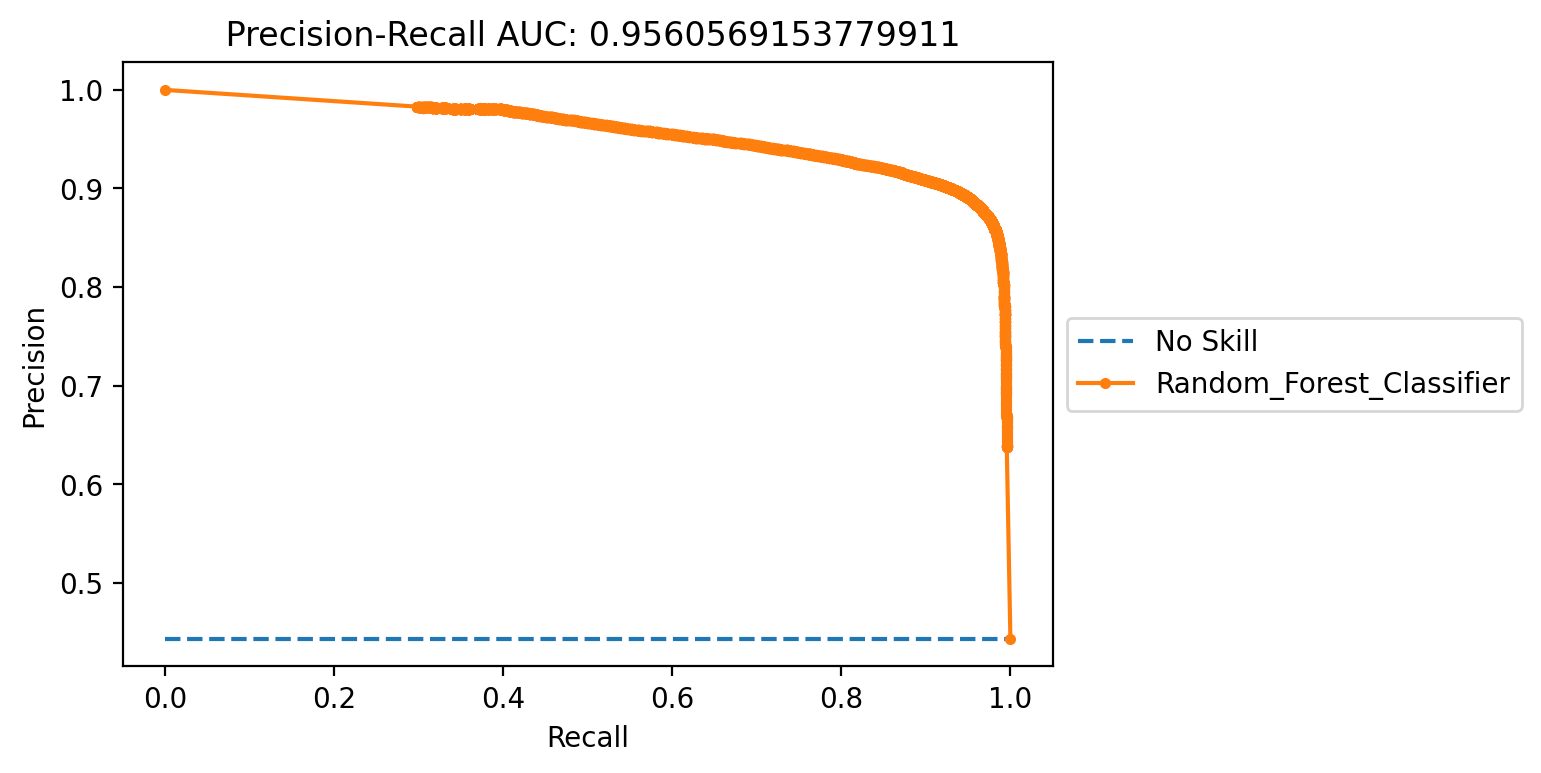 Precision-Recall AUC: 0.9560569153779911
1.0
0.9
0.8
0.7
0.6
0.5
Precision
0.0 0.2 0.4 0.6 0.8 1.0
Recall
No Skill
Random_Forest_Classifier